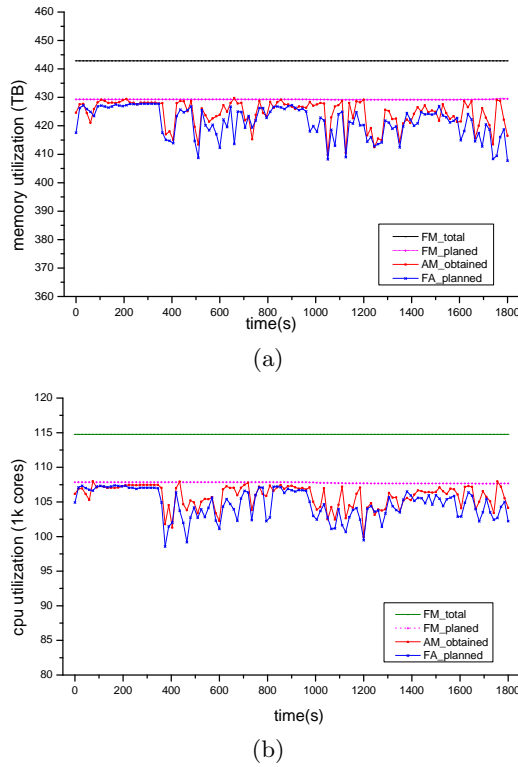 460
450
440
430
420
410
400
390
380
370
360
memory utilization (TB)
FM_total
FM_planed
AM_obtained
FA_planned
0 200 400 600 800 1000 1200 1400 1600 1800
time(s)
(a)
120
115
110
105
100
95
90
85
80
cpu utilization (1k cores)
FM_total
FM_planed
AM_obtained
FA_planned
0 200 400 600 800 1000 1200 1400 1600 1800
time(s)
(b)